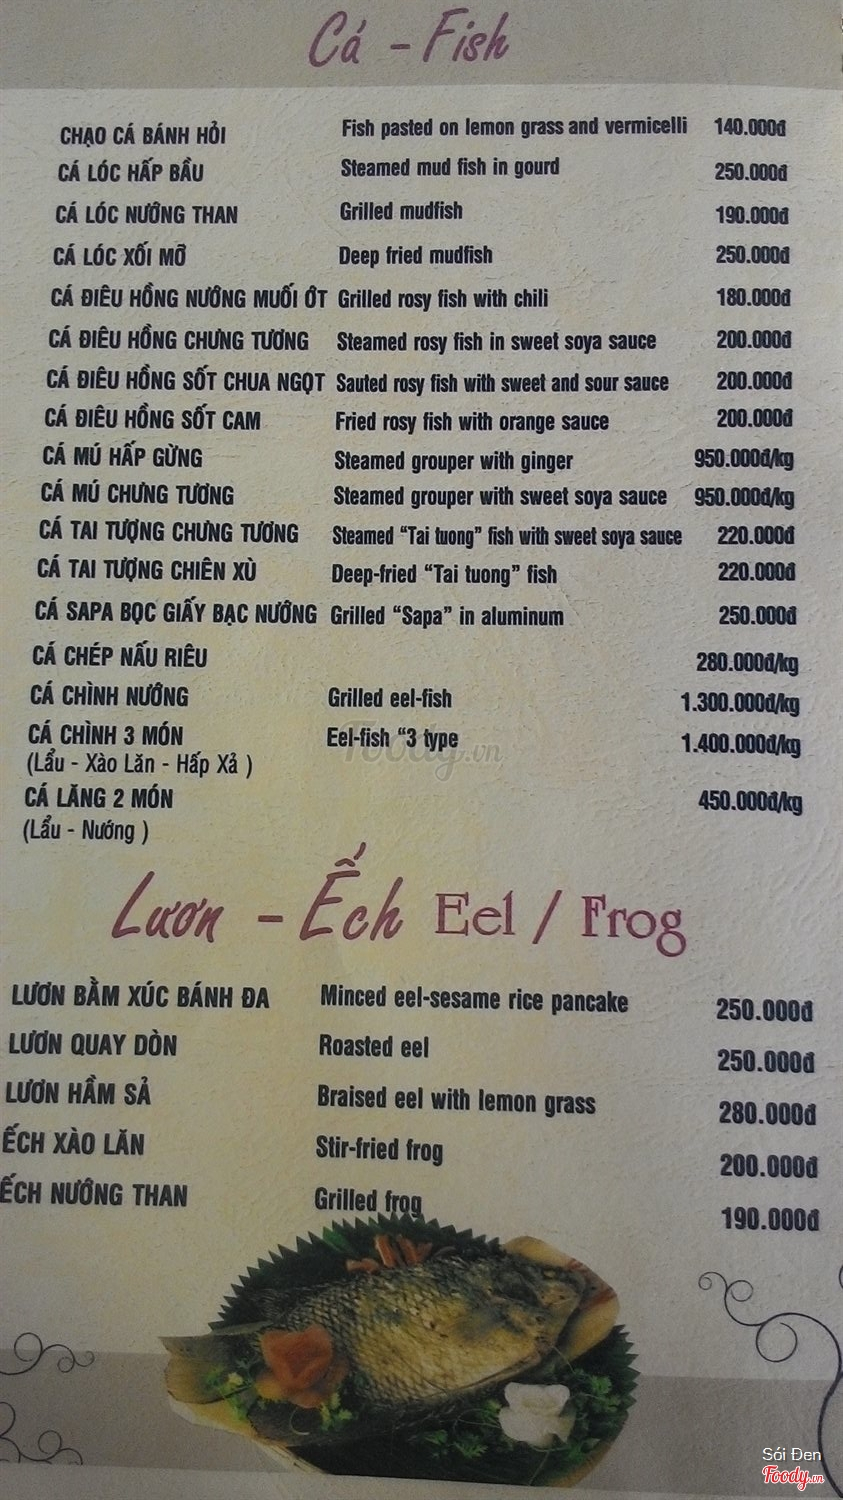 Cá - Fish
CHẠO CÁ BÁNH HỎI Fish pasted on lemon grass and vermicelli 140.000đ
CÁ LÓC HẤP BẦU Steamed mud fish in gourd 250.000đ
CÁ LÓC NƯỚNG THAN Grilled mudfish 190.000đ
CÁ LÓC XỐI MỠ Deep fried mudfish 250.000đ
CÁ ĐIÊU HỒNG NƯỚNG MUỐI ỚT Grilled rosy fish with chili 180.000đ
CÁ ĐIÊU HỒNG CHƯNG TƯƠNG Steamed rosy fish in sweet soya sauce 200.000đ
CÁ ĐIÊU HỒNG SỐT CHUA NGỌT Sauted rosy fish with sweet and sour sauce 200.000đ
CÁ ĐIÊU HỒNG SỐT CAM Fried rosy fish with orange sauce 200.000đ
CÁ MÚ HẤP GỪNG Steamed grouper with ginger 950.000đ/kg
CÁ MÚ CHƯNG TƯƠNG Steamed grouper with sweet soya sauce 950.000đ/kg
CÁ TAI TƯỢNG CHƯNG TƯƠNG Steamed “Tai tuong” fish with sweet soya sauce 220.000đ
CÁ TAI TƯỢNG CHIÊN XÙ Deep-fried “Tai tuong” fish 220.000đ
CÁ SAPA BỌC GIẤY BẠC NƯỚNG Grilled “Sapa” in aluminum 250.000đ
CÁ CHÉP NẤU RIÊU 280.000đ/kg
CÁ CHÌNH NƯỚNG Grilled eel-fish 1.300.000đ/kg
CÁ CHÌNH 3 MÓN Eel-fish “3 type 1.400.000đ/kg
(Lẩu - Xào Lăn - Hấp Xả )
Foody.vn
CÁ LĂNG 2 MÓN 450.000đ/kg
(Lẩu - Nướng )
Lươn - Ếch Eel / Frog
LƯƠN BẰM XÚC BÁNH ĐA Minced eel-sesame rice pancake 250.000đ
LƯƠN QUAY DÒN Roasted eel 250.000đ
LƯƠN HẦM SẢ Braised eel with lemon grass 280.000đ
ẾCH XÀO LĂN Stir-fried frog 200.000đ
ẾCH NƯỚNG THAN Grilled frog 190.000đ
Sói Đen
Foody.vn